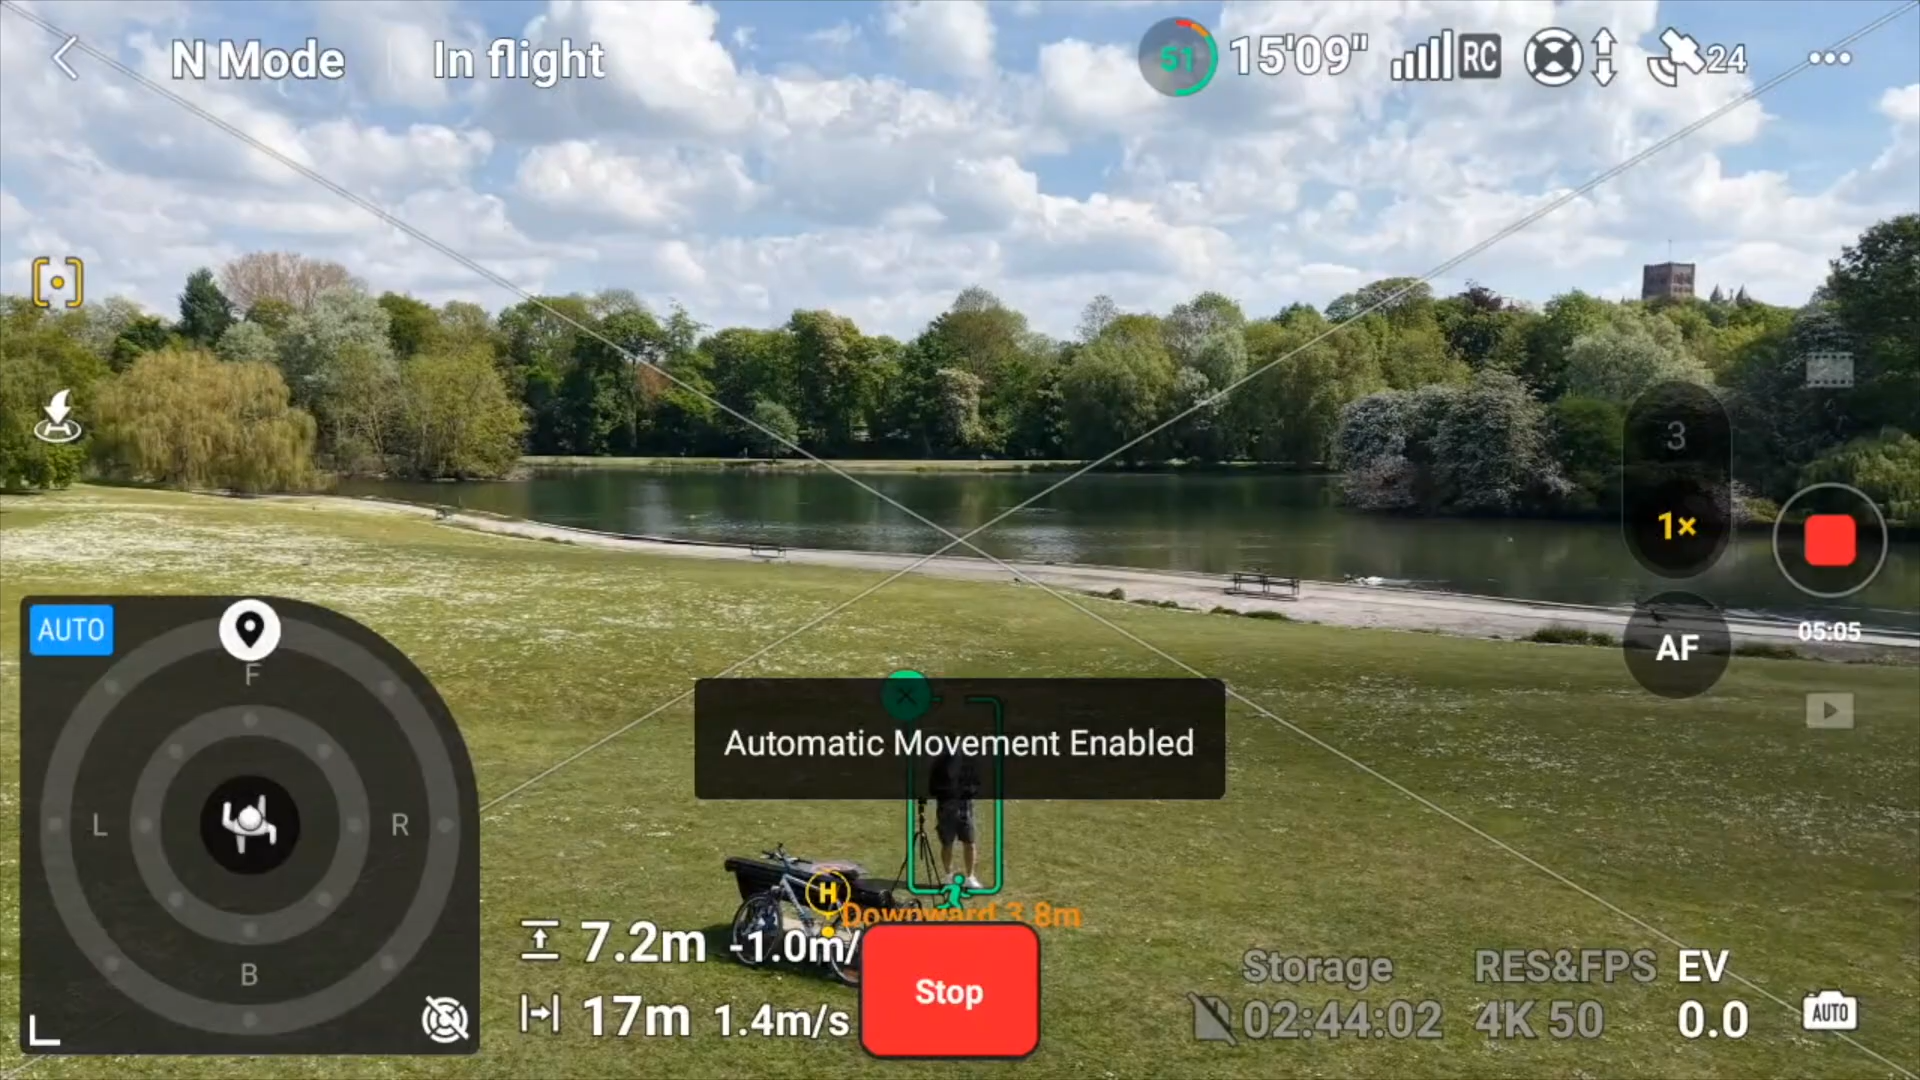 N Mode
In flight
51
15'09"
RC
24
3
1×
05:05
AF
AUTO
F
L
R
B
Automatic Movement Enabled
H
Downward 3.8m
7.2m -1.0m/
17m 1.4m/s
Stop
Storage
02:44:02
RES&FPS
4K 50
EV
0.0
AUTO